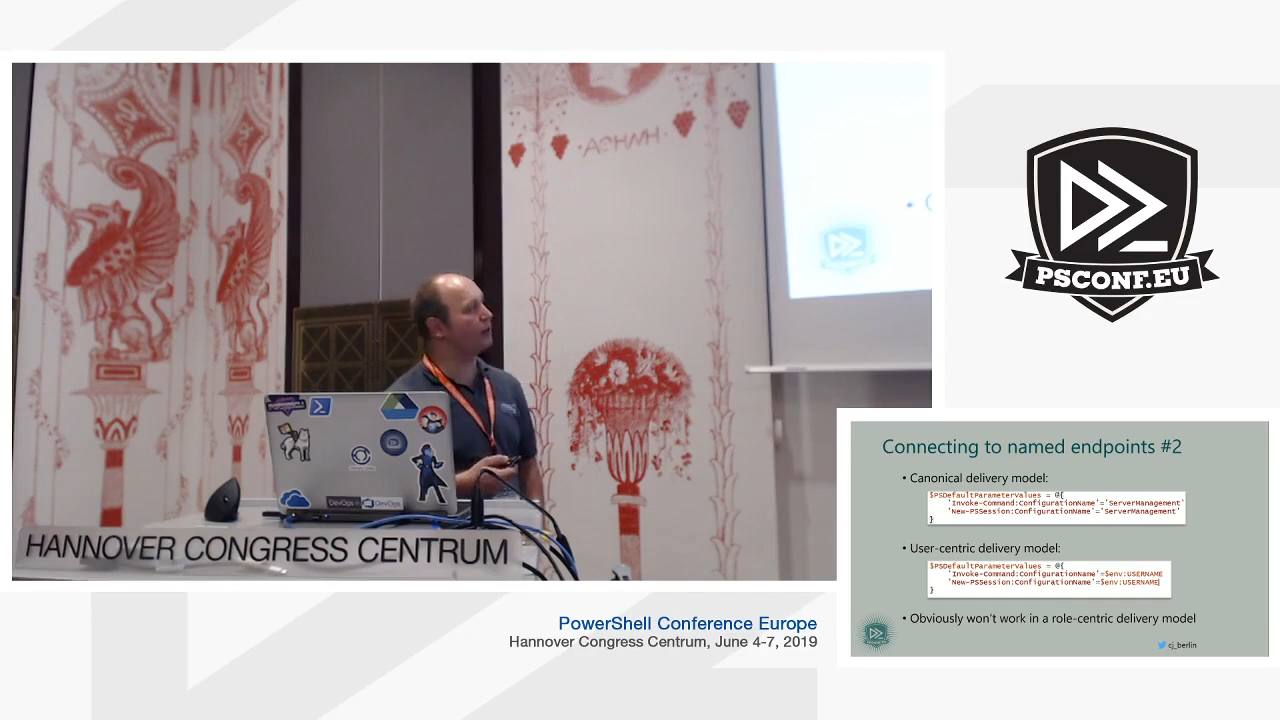 HANNOVER CONGRESS CENTRUM
DevOps
DevOps
PSCONF.EU
PowerShell Conference Europe
Hannover Congress Centrum, June 4-7, 2019
Connecting to named endpoints #2
• Canonical delivery model:
$PSDefaultParameterValues = @{
'Invoke-Command:ConfigurationName'='ServerManagement'
'New-PSSession:ConfigurationName'='ServerManagement'
}
• User-centric delivery model:
$PSDefaultParameterValues = @{
'Invoke-Command:ConfigurationName'=$env:USERNAME
'New-PSSession:ConfigurationName'=$env:USERNAME
}
• Obviously won't work in a role-centric delivery model
cj_berlin